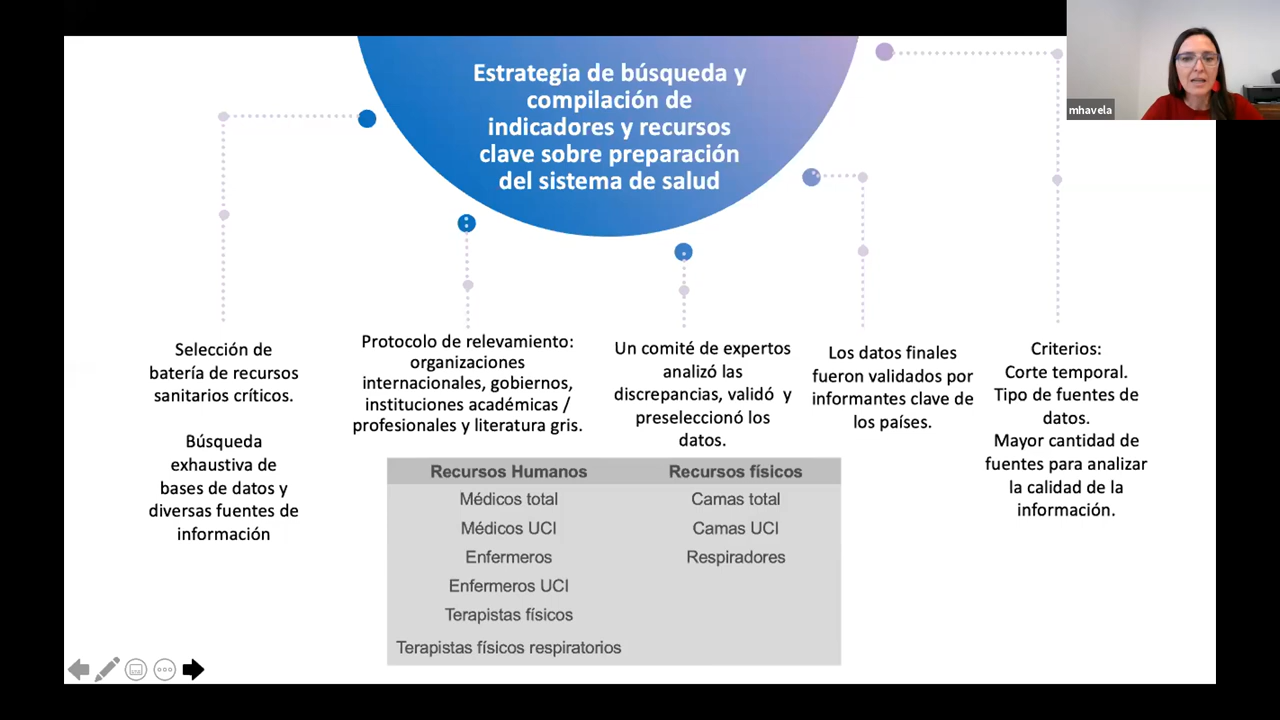 Estrategia de búsqueda y
compilación de
indicadores y recursos
clave sobre preparación
del sistema de salud
mhavela
Selección de
batería de recursos
sanitarios críticos.
Búsqueda
exhaustiva de
bases de datos y
diversas fuentes de
información
Protocolo de relevamiento:
organizaciones
internacionales, gobiernos,
instituciones académicas /
profesionales y literatura gris.
Un comité de expertos
analizó las
discrepancias, validó y
preseleccionó los
datos.
Los datos finales
fueron validados por
informantes clave de
los países.
Criterios:
Corte temporal.
Tipo de fuentes de
datos.
Mayor cantidad de
fuentes para analizar
la calidad de la
información.
Recursos Humanos Recursos físicos
Médicos total Camas total
Médicos UCI Camas UCI
Enfermeros Respiradores
Enfermeros UCI
Terapistas físicos
Terapistas físicos respiratorios